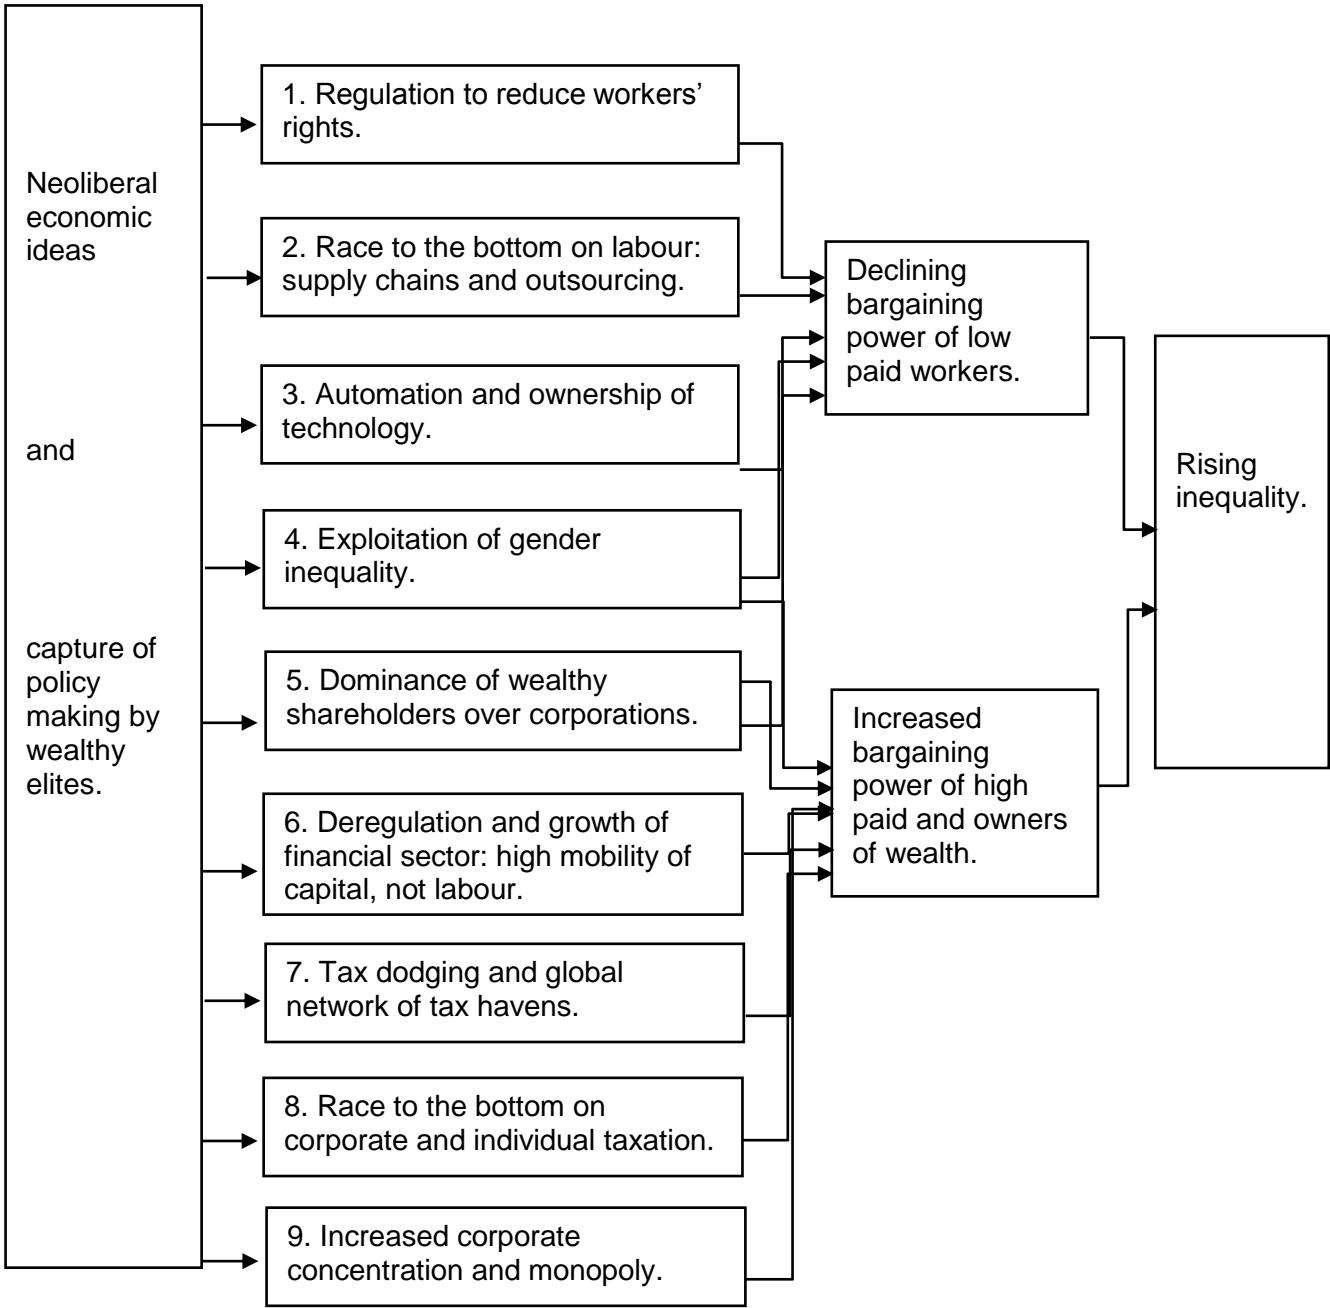 Neoliberal
economic
ideas
and
capture of
policy
making by
wealthy
elites.
1. Regulation to reduce workers’
rights.
2. Race to the bottom on labour:
supply chains and outsourcing.
3. Automation and ownership of
technology.
4. Exploitation of gender
inequality.
5. Dominance of wealthy
shareholders over corporations.
6. Deregulation and growth of
financial sector: high mobility of
capital, not labour.
7. Tax dodging and global
network of tax havens.
8. Race to the bottom on
corporate and individual taxation.
9. Increased corporate
concentration and monopoly.
Declining
bargaining
power of low
paid workers.
Increased
bargaining
power of high
paid and owners
of wealth.
Rising
inequality.